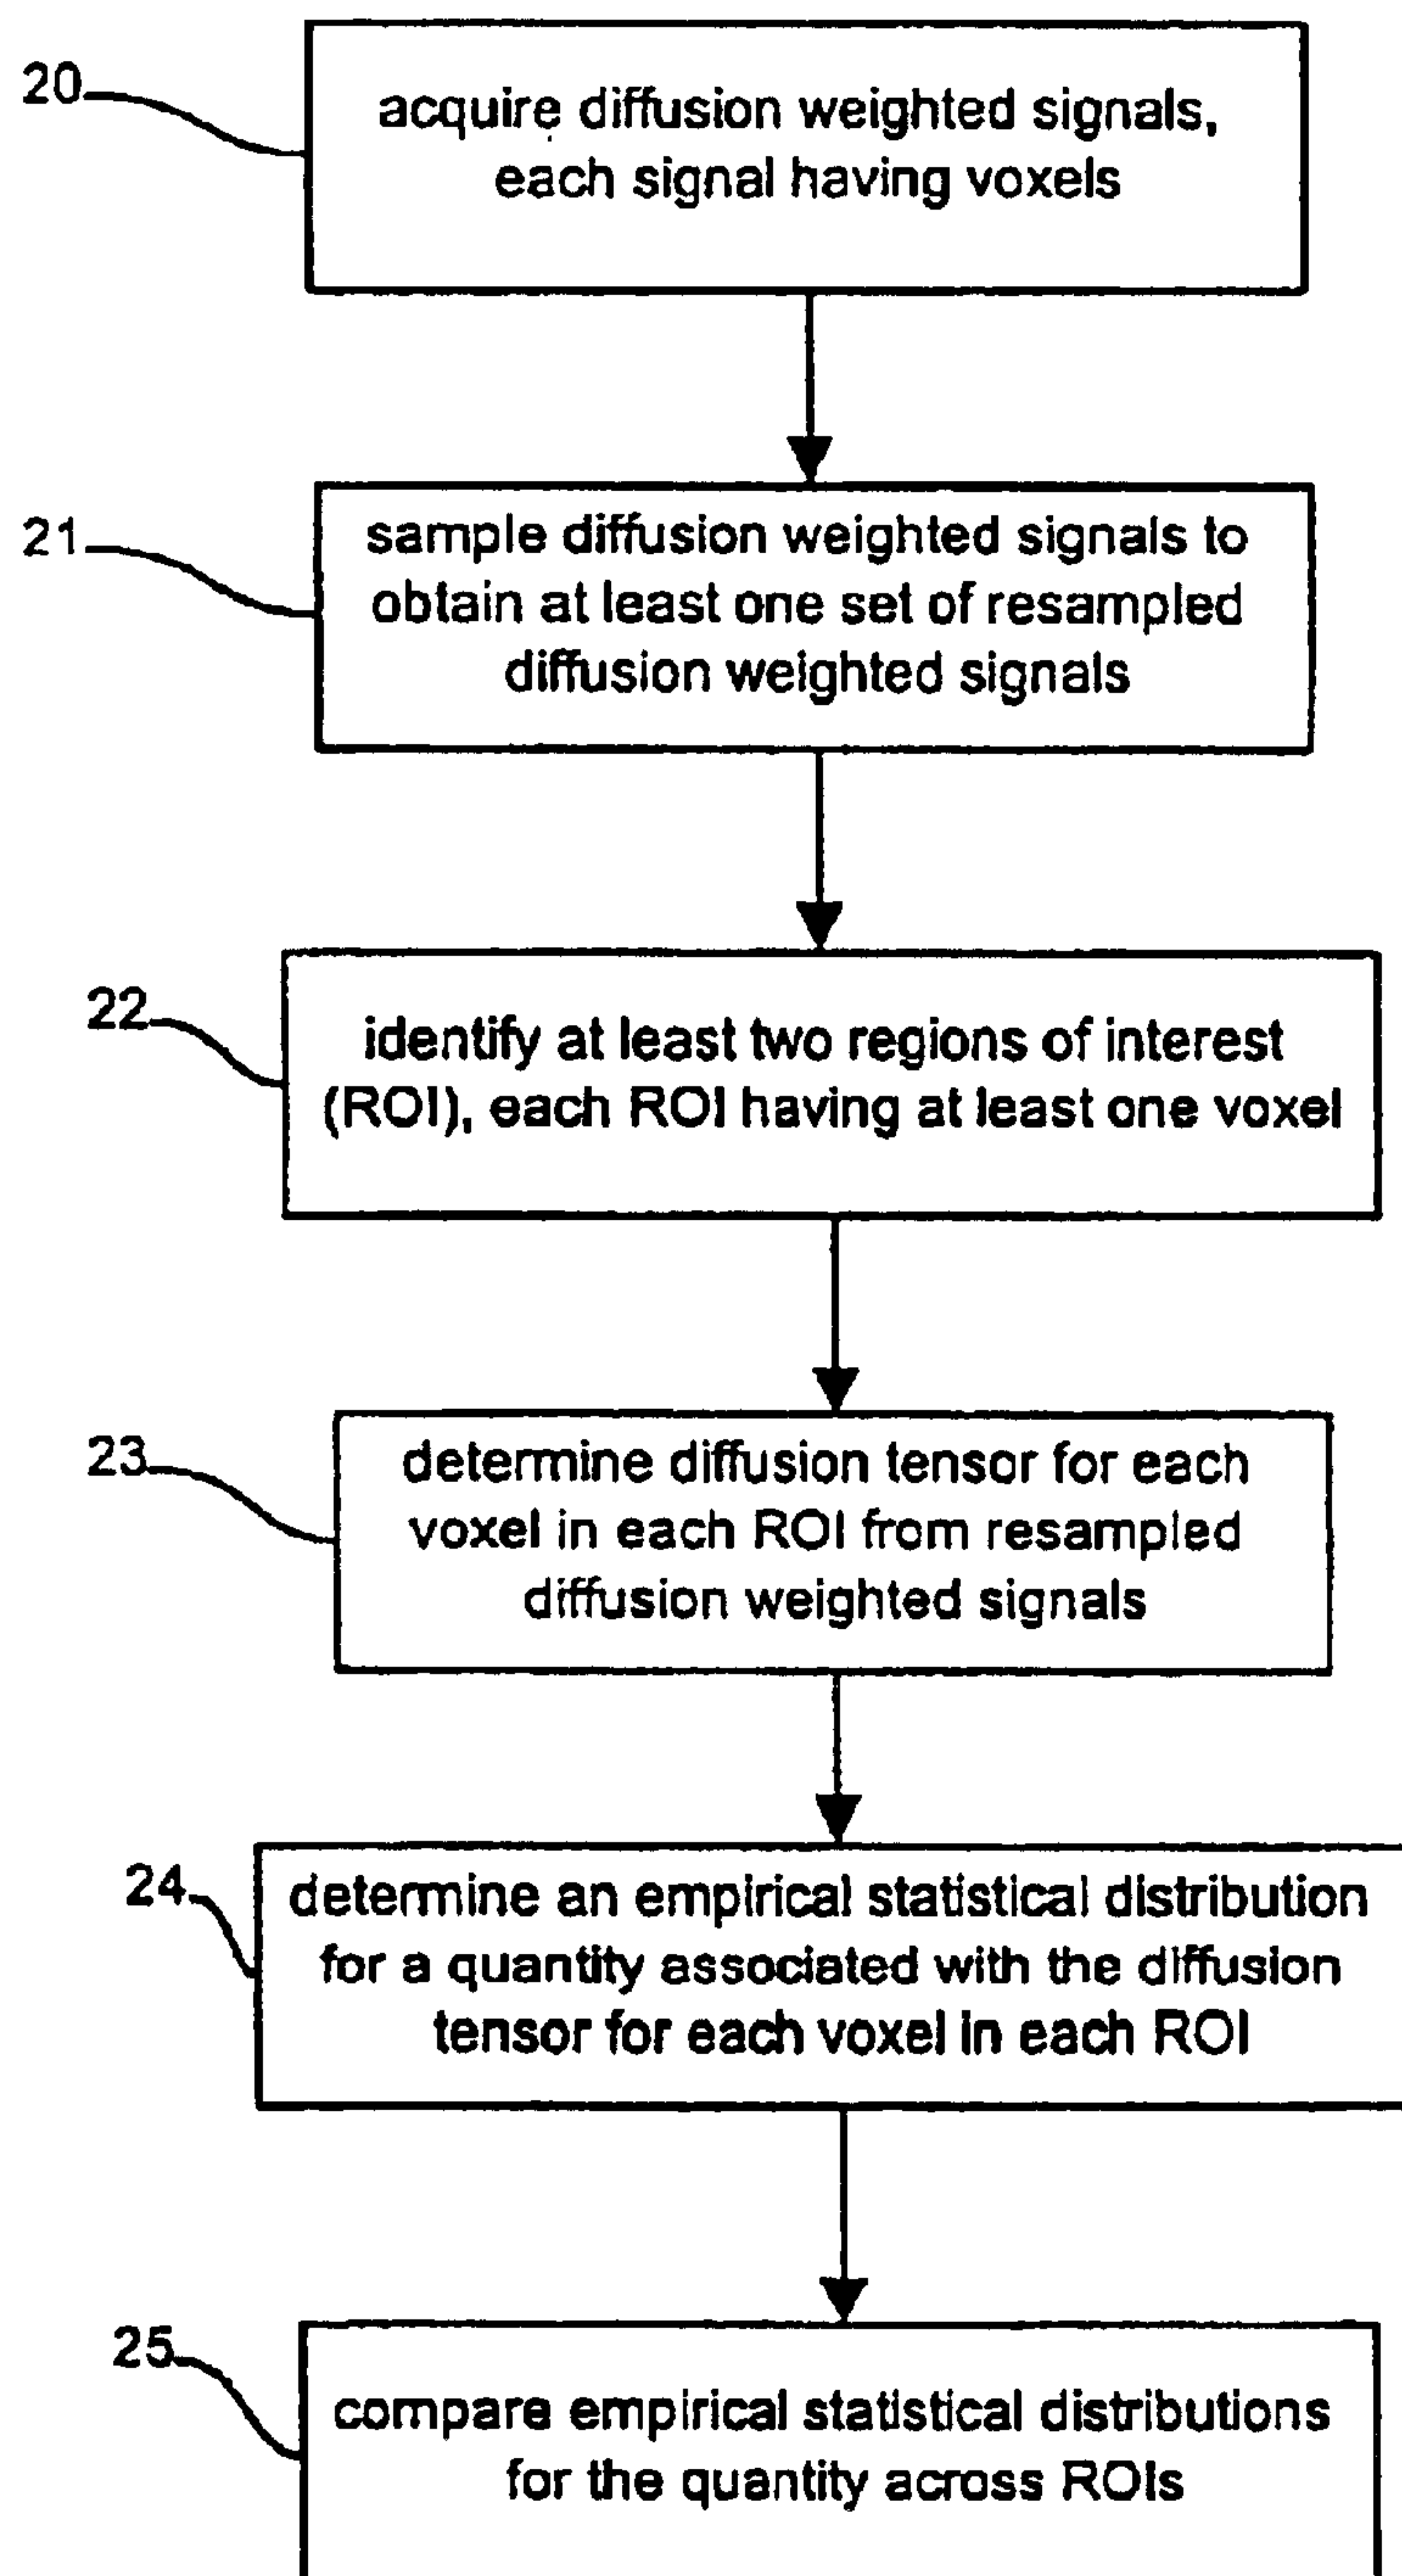 20
acquire diffusion weighted signals,
each signal having voxels
21
sample diffusion weighted signals to
obtain at least one set of resampled
diffusion weighted signals
22
identify at least two regions of interest
(ROI), each ROI having at least one voxel
23
determine diffusion tensor for each
voxel in each ROI from resampled
diffusion weighted signals
24
determine an empirical statistical distribution
for a quantity associated with the diffusion
tensor for each voxel in each ROI
25
compare empirical statistical distributions
for the quantity across ROIs